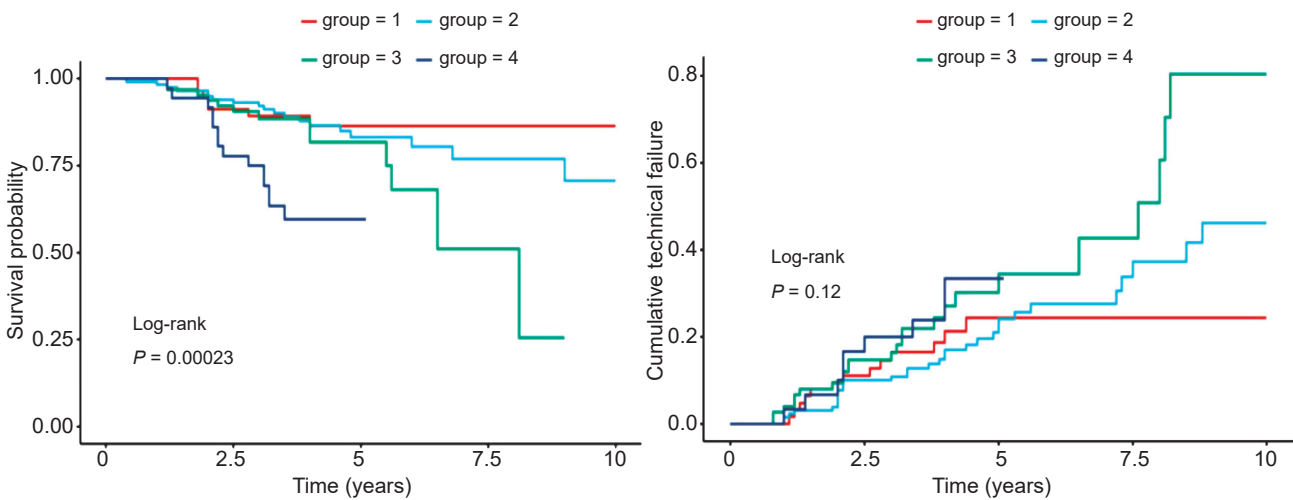 group = 1 group = 2
group = 3 group = 4
Survival probability
1.00
0.75
0.50
0.25
0.00
Log-rank
P = 0.00023
0 2.5 5 7.5 10
Time (years)
group = 1 group = 2
group = 3 group = 4
Cumulative technical failure
0.8
0.6
0.4
0.2
0.0
Log-rank
P = 0.12
0 2.5 5 7.5 10
Time (years)